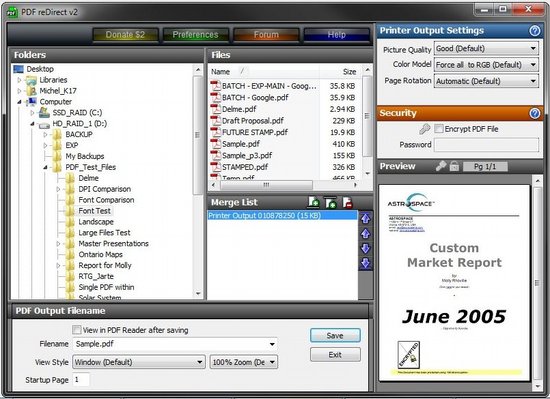 PDF reDirect v2
Donate $2
Preferences
Forum
Help
Folders
Desktop
Libraries
Michel_K17
Computer
SSD_RAID (C:)
HD_RAID_1 (D:)
BACKUP
EXP
My Backups
PDF_Test_Files
Delme
DPI Comparison
Font Comparison
Font Test
Landscape
Large Files Test
Master Presentations
Ontario Maps
Report for Molly
RTG_Jarte
Single PDF within
Solar System
Files
Name Size
BATCH - EXP-MAIN - Goog... 35.8 KB
BATCH - Google.pdf 35.9 KB
Delme.pdf 2.94 KB
Draft Proposal.pdf 229 KB
FUTURE STAMP.pdf 19.9 KB
Sample.pdf 410 KB
Sample_p3.pdf 155 KB
STAMPED.pdf 326 KB
Temp.pdf 466 KB
Merge List
Printer Output 010878250 (15 KB)
Printer Output Settings
Picture Quality Good (Default)
Color Model Force all to RGB (Default)
Page Rotation Automatic (Default)
Security
Encrypt PDF File
Password
Preview
Pg 1/1
ASTROSPACE
ASTROSPACE
Custom
Market Report
for
Molly Rhovibe
June 2005
ENCRYPTED
PDF Output Filename
View in PDF Reader after saving
Filename Sample.pdf
View Style Window (Default) 100% Zoom (De
Startup Page 1
Save
Exit